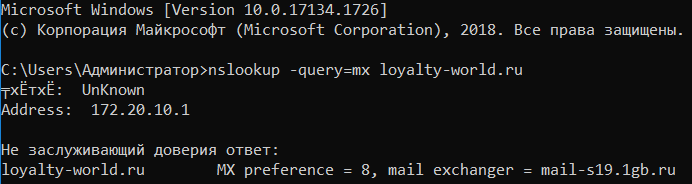 Microsoft Windows [Version 10.0.17134.1726]
(c) Корпорация Майкрософт (Microsoft Corporation), 2018. Все права защищены.
C:\Users\Администратор>nslookup -query=mx loyalty-world.ru
╤хЁтхЁ:  UnKnown
Address:  172.20.10.1
Не заслуживающий доверия ответ:
loyalty-world.ru        MX preference = 8, mail exchanger = mail-s19.1gb.ru